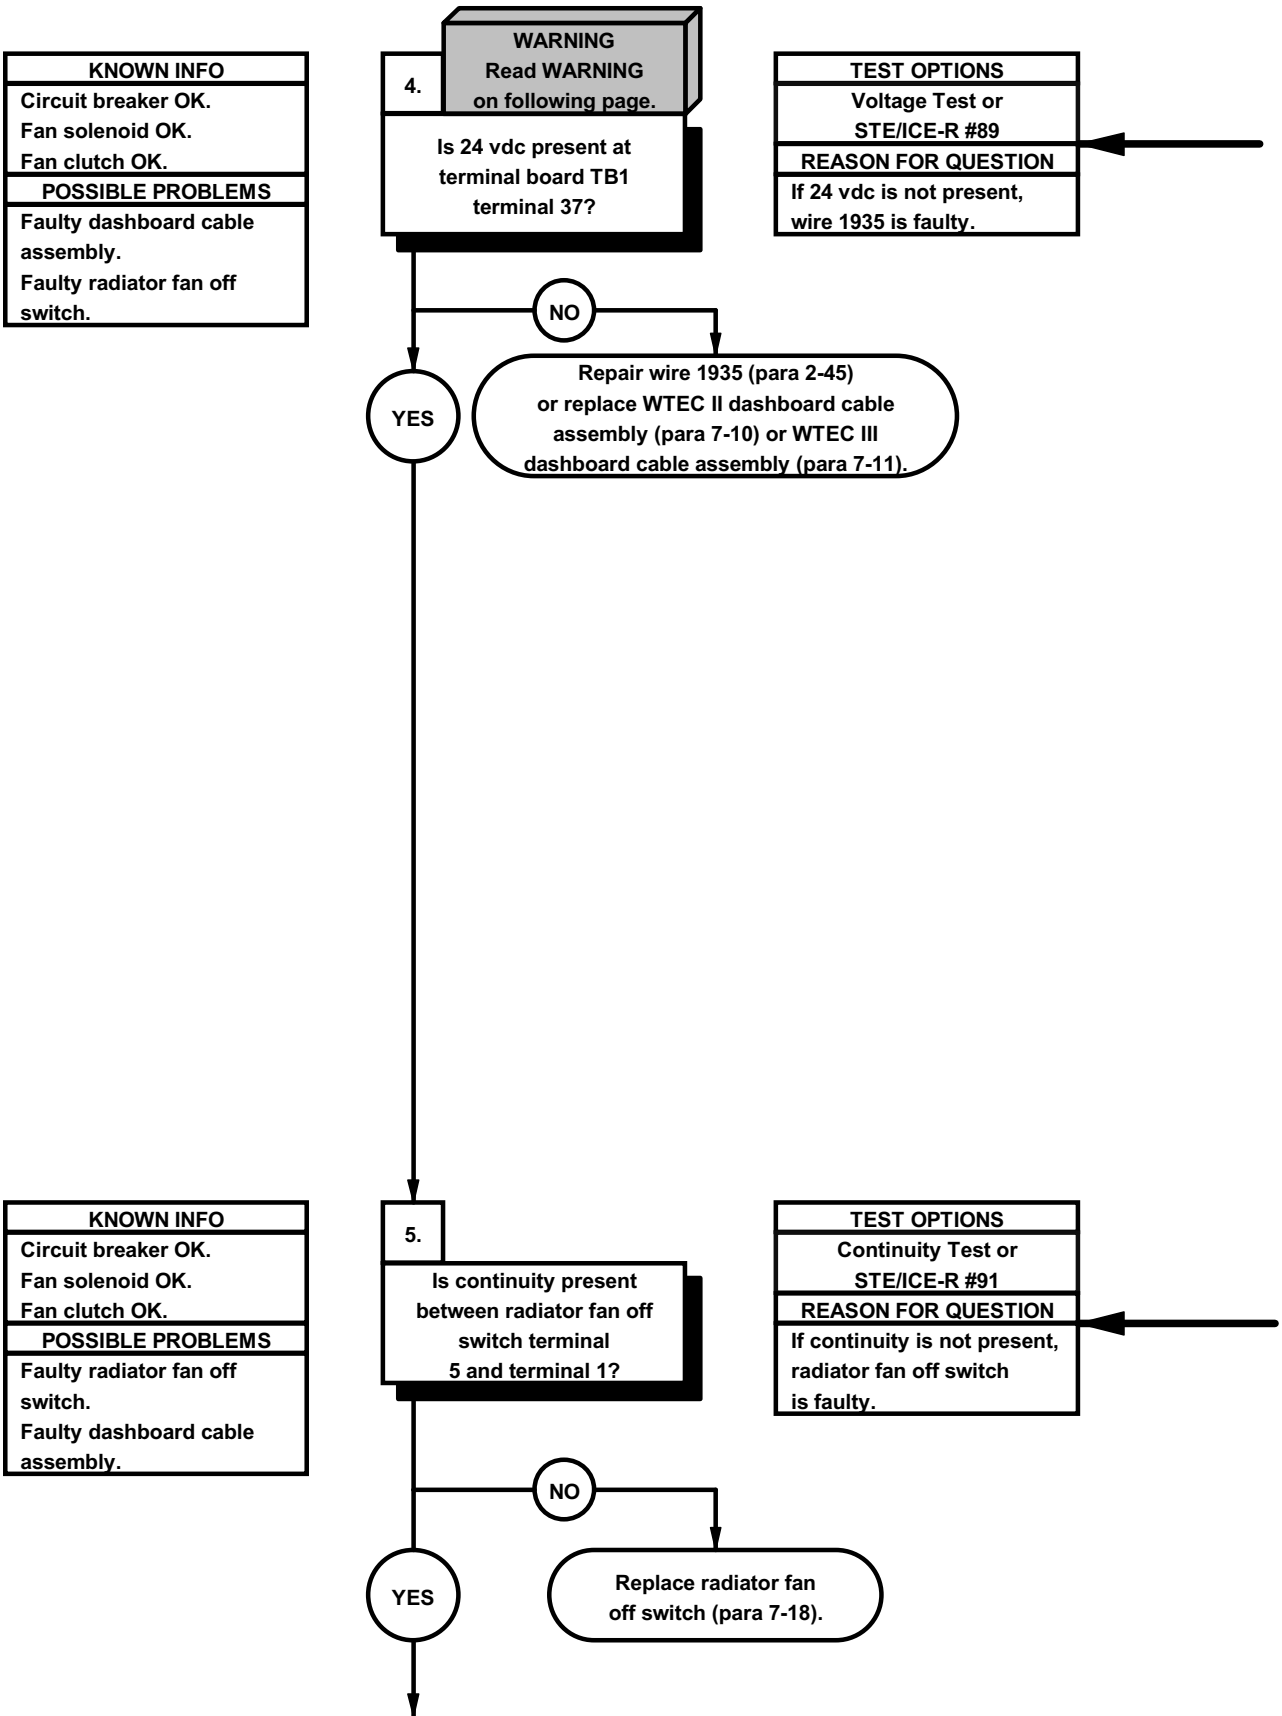 KNOWN INFO
Circuit breaker OK.
Fan solenoid OK.
Fan clutch OK.
POSSIBLE PROBLEMS
Faulty dashboard cable
assembly.
Faulty radiator fan off
switch.
WARNING
Read WARNING
on following page.
4.
Is 24 vdc present at
terminal board TB1
terminal 37?
TEST OPTIONS
Voltage Test or
STE/ICE-R #89
REASON FOR QUESTION
If 24 vdc is not present,
wire 1935 is faulty.
NO
YES
Repair wire 1935 (para 2-45)
or replace WTEC II dashboard cable
assembly (para 7-10) or WTEC III
dashboard cable assembly (para 7-11).
KNOWN INFO
Circuit breaker OK.
Fan solenoid OK.
Fan clutch OK.
POSSIBLE PROBLEMS
Faulty radiator fan off
switch.
Faulty dashboard cable
assembly.
5.
Is continuity present
between radiator fan off
switch terminal
5 and terminal 1?
TEST OPTIONS
Continuity Test or
STE/ICE-R #91
REASON FOR QUESTION
If continuity is not present,
radiator fan off switch
is faulty.
NO
YES
Replace radiator fan
off switch (para 7-18).